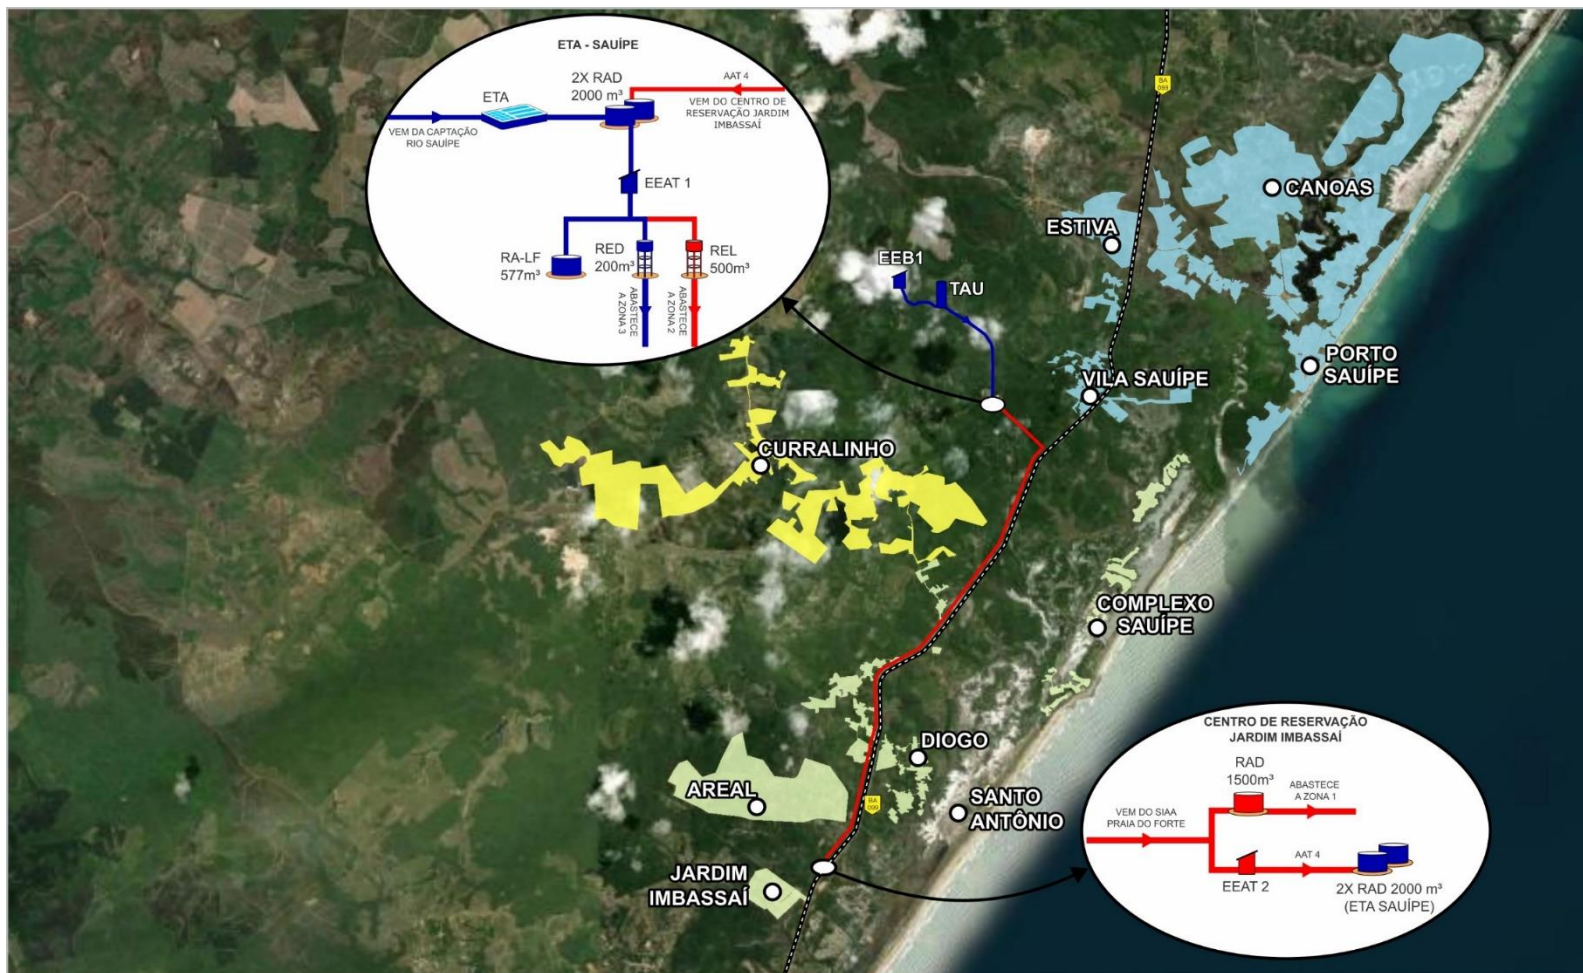 ETA - SAUÍPE
2X RAD
2000 m³
AAT 4
ETA
VEM DO CENTRO DE
RESERVAÇÃO JARDIM
IMBASSAÍ
VEM DA CAPTAÇÃO
RIO SAUÍPE
EEAT 1
RA-LF
577m³
RED
200m³
REL
500m³
ABASTECE
A ZONA 3
ABASTECE
A ZONA 2
BA
099
CANOAS
ESTIVA
EEB1
TAU
PORTO
SAUÍPE
VILA SAUÍPE
CURRALINHO
COMPLEXO
SAUÍPE
DIOGO
AREAL
BA
099
SANTO
ANTÔNIO
JARDIM
IMBASSAÍ
CENTRO DE RESERVAÇÃO
JARDIM IMBASSAÍ
RAD
1500m³
ABASTECE
A ZONA 1
VEM DO SIAA
PRAIA DO FORTE
AAT 4
EEAT 2
2X RAD 2000 m³
(ETA SAUÍPE)